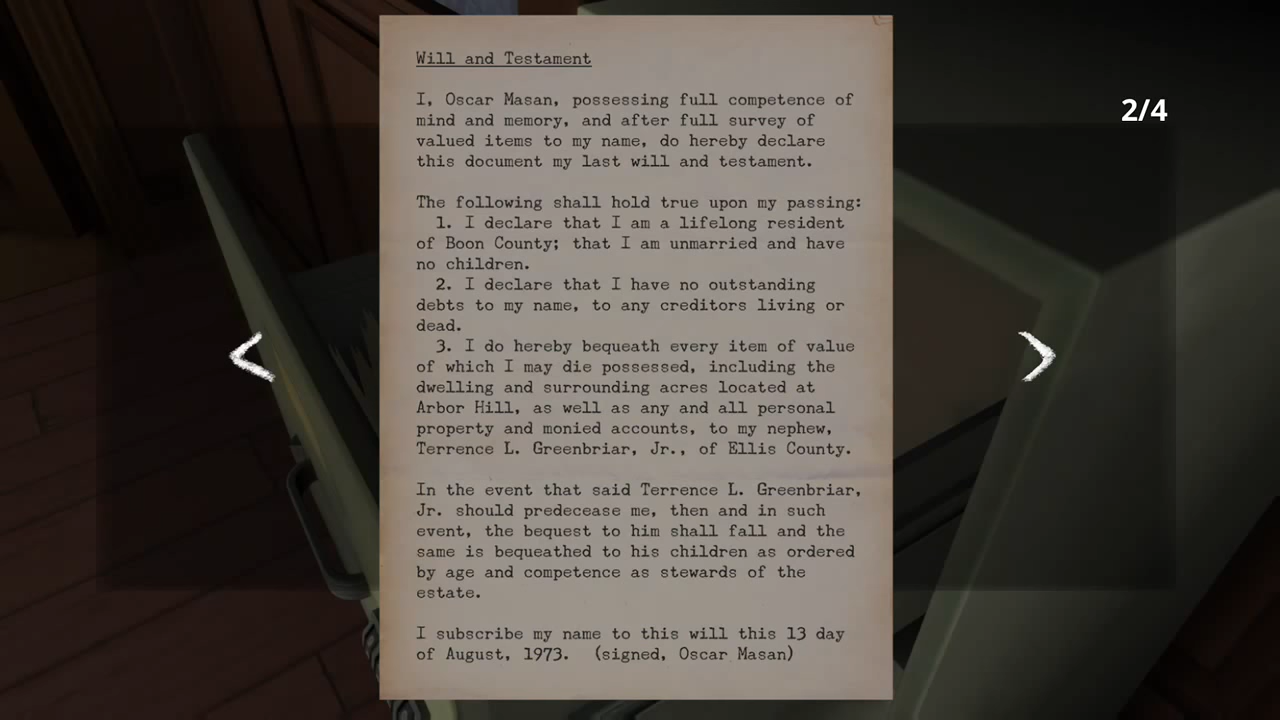 Will and Testament
I, Oscar Masan, possessing full competence of
mind and memory, and after full survey of
valued items to my name, do hereby declare
this document my last will and testament.
The following shall hold true upon my passing:
1. I declare that I am a lifelong resident
of Boon County; that I am unmarried and have
no children.
2. I declare that I have no outstanding
debts to my name, to any creditors living or
dead.
3. I do hereby bequeath every item of value
of which I may die possessed, including the
dwelling and surrounding acres located at
Arbor Hill, as well as any and all personal
property and monied accounts, to my nephew,
Terrence L. Greenbriar, Jr., of Ellis County.
In the event that said Terrence L. Greenbriar,
Jr. should predecease me, then and in such
event, the bequest to him shall fall and the
same is bequeathed to his children as ordered
by age and competence as stewards of the
estate.
I subscribe my name to this will this 13 day
of August, 1973. (signed, Oscar Masan)
2/4